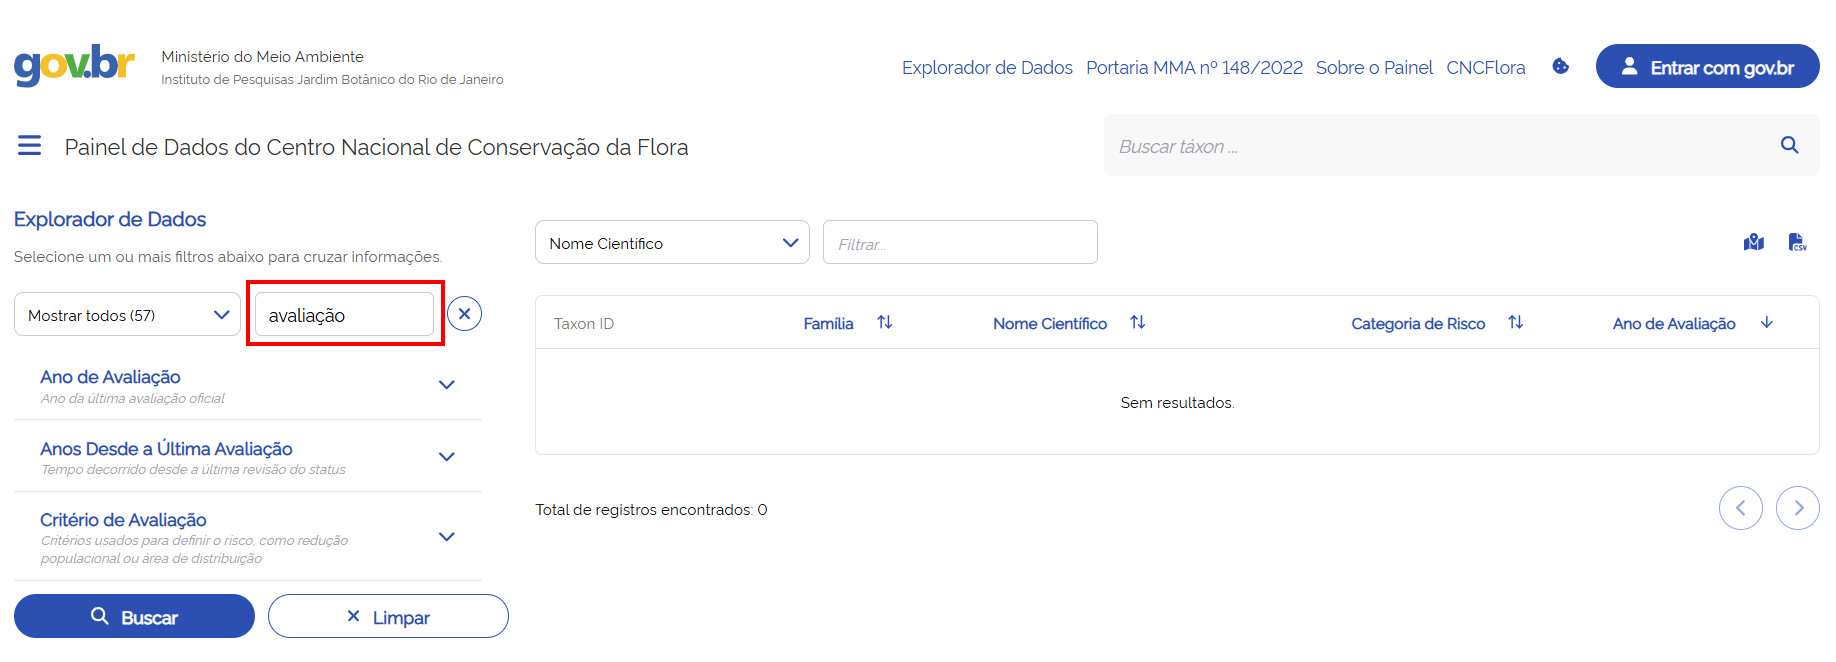 gov.br
Ministério do Meio Ambiente
Instituto de Pesquisas Jardim Botânico do Rio de Janeiro
Explorador de Dados Portaria MMA nº 148/2022 Sobre o Painel CNCFlora Entrar com gov.br
Painel de Dados do Centro Nacional de Conservação da Flora
Buscar táxon ...
Explorador de Dados
Selecione um ou mais filtros abaixo para cruzar informações.
Mostrar todos (57) avaliação
Ano de Avaliação
Ano da última avaliação oficial
Anos Desde a Última Avaliação
Tempo decorrido desde a última revisão do status
Critério de Avaliação
Critérios usados para definir o risco, como redução
populacional ou área de distribuição
Buscar Limpar
Nome Científico Filtrar...
CSV
Taxon ID Família Nome Científico Categoria de Risco Ano de Avaliação
Sem resultados.
Total de registros encontrados: 0